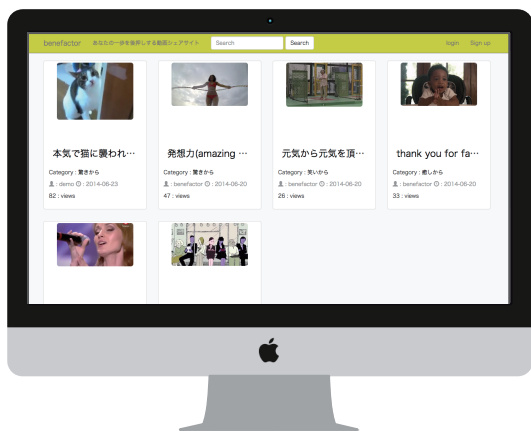 benefactor あなたの一歩を後押しする動画シェアサイト Search Search login Sign up
本気で猫に襲われ…
Category : 驚きから
: demo : 2014-06-23
82 : views
発想力(amazing …
Category : 驚きから
: benefactor : 2014-06-20
47 : views
元気から元気を頂…
Category : 笑いから
: benefactor : 2014-06-20
26 : views
thank you for fa…
Category : 癒しから
: benefactor : 2014-06-20
33 : views